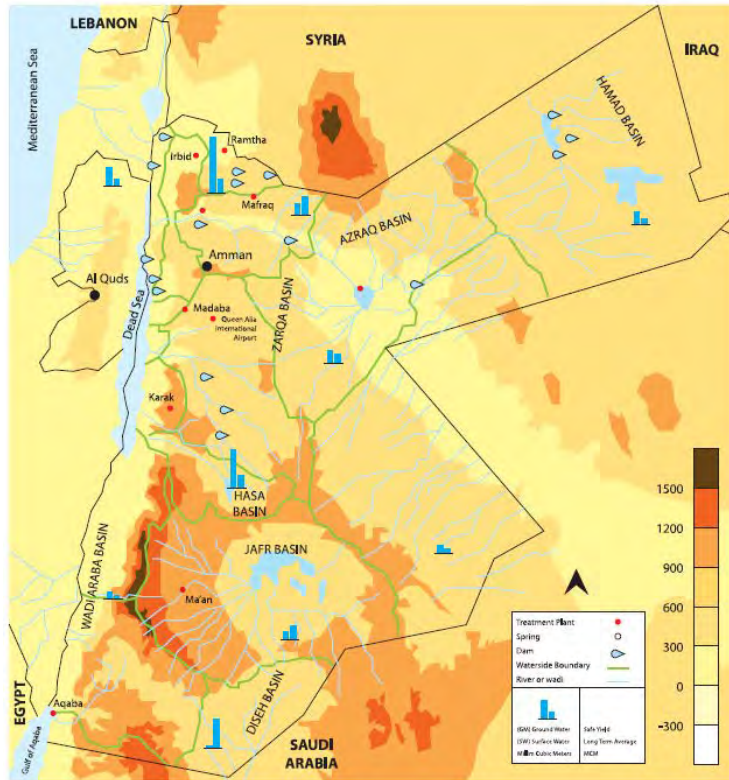 LEBANON
SYRIA
IRAQ
Mediterranean Sea
HAMAD BASIN
Ramtha
Irbid
Mafraq
AZRAQ BASIN
Amman
Al Quds
Dead Sea
Madaba
Queen Alia
International
Airport
ZARQA BASIN
Karak
HASA
BASIN
JAFR BASIN
WADI ARABA BASIN
Ma'an
DISEH BASIN
Aqaba
EGYPT
Gulf of Aqaba
SAUDI
ARABIA
1500
1200
900
600
300
0
-300
Treatment Plant
Spring
Dam
Waterside Boundary
River or wadi
(GM) Ground Water
Safe Yield
(SW) Surface Water
Long Term Average
Cubic Meters
MCM